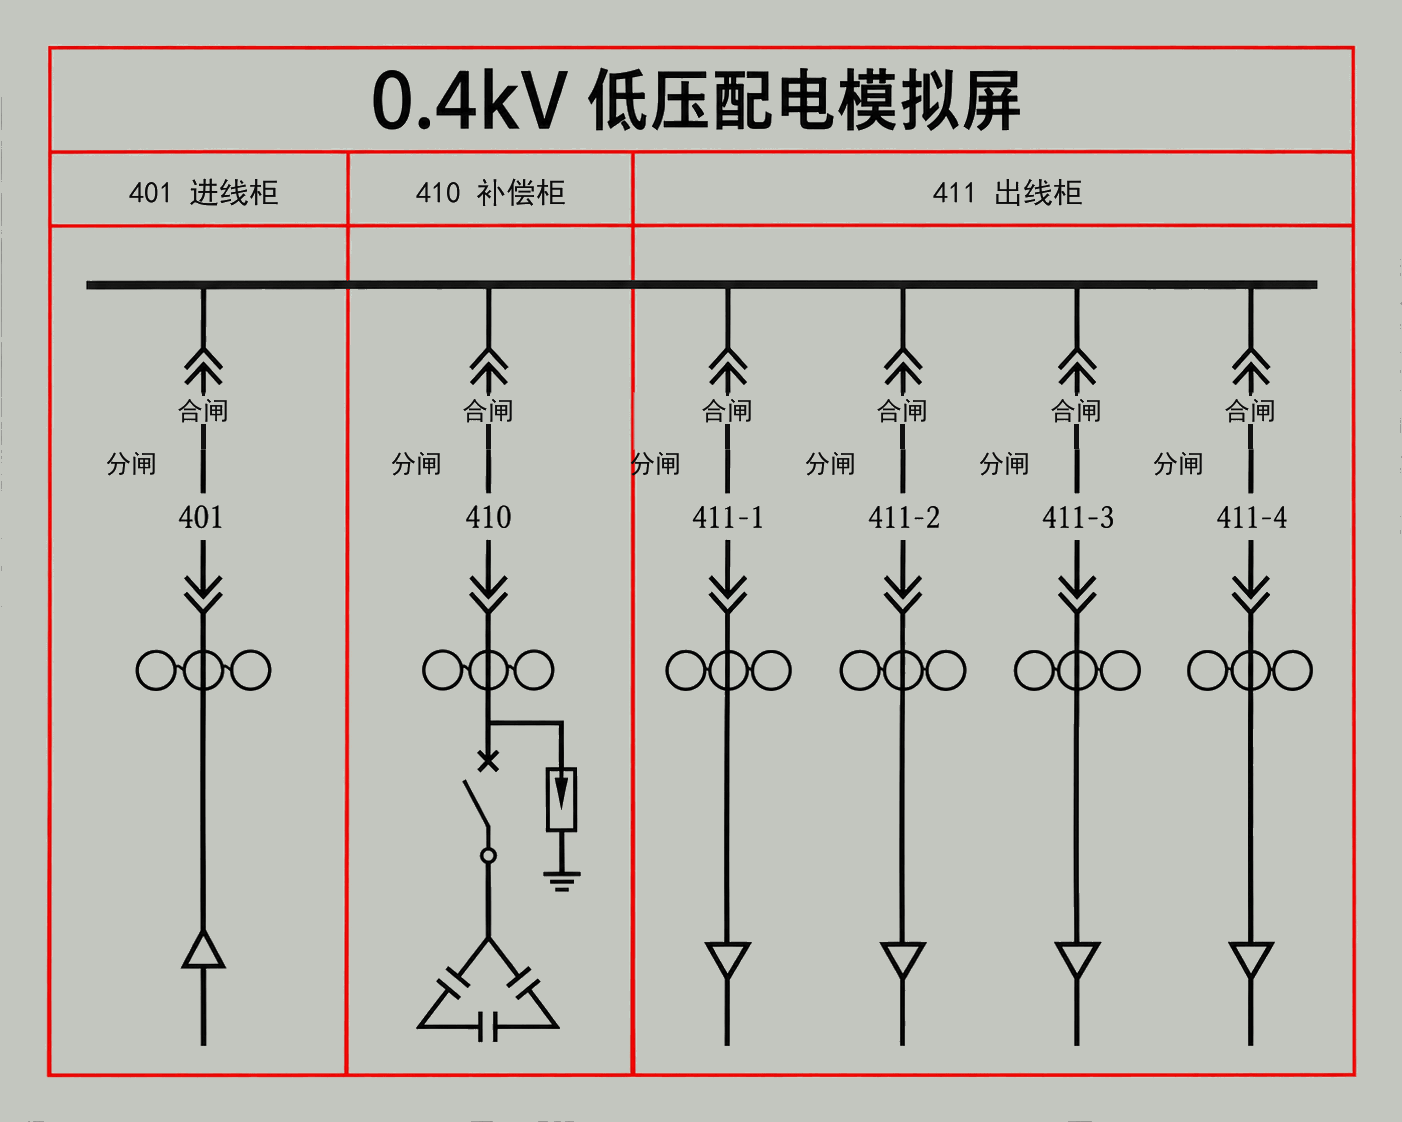 0.4kV 低压配电模拟屏
401 进线柜
410 补偿柜
411 出线柜
合闸 合闸 合闸 合闸 合闸 合闸
分闸 分闸 分闸 分闸 分闸 分闸
401 410 411-1 411-2 411-3 411-4